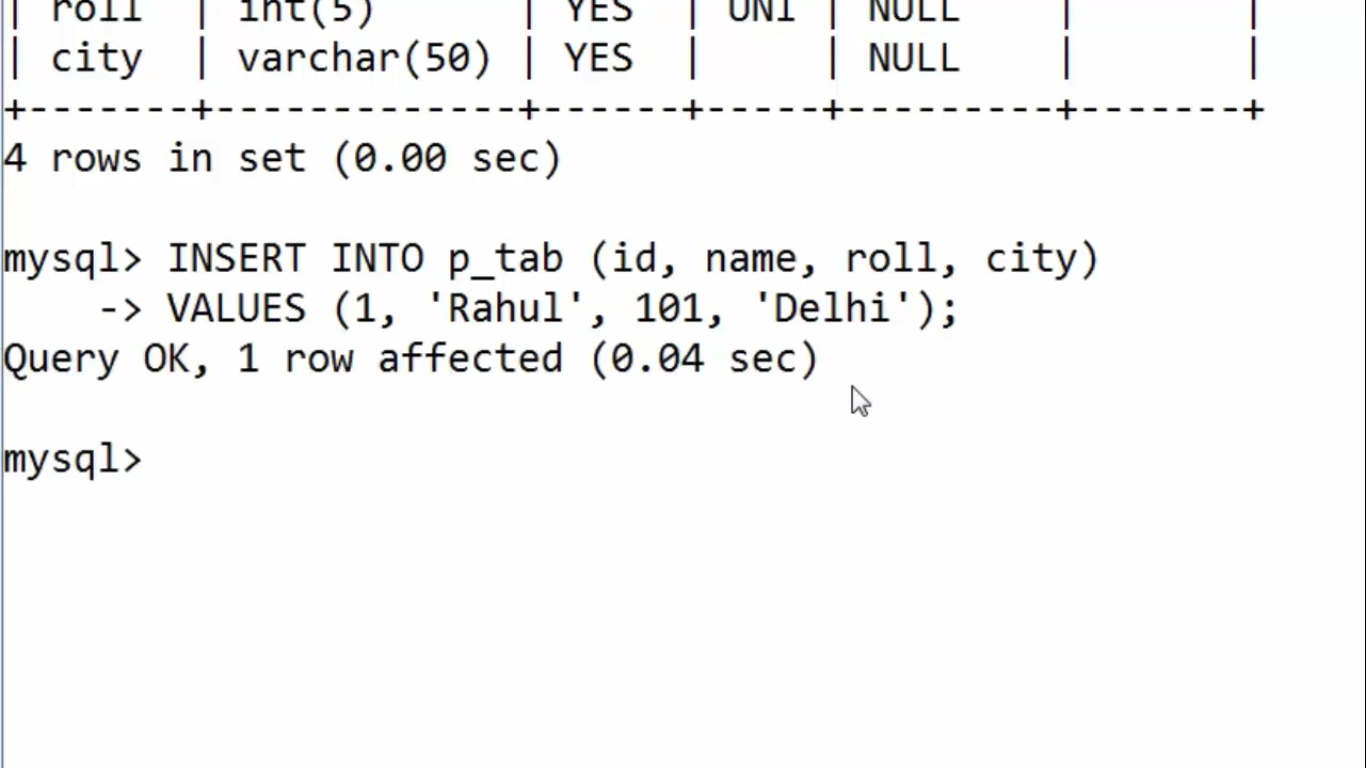 | roll | int(5) | YES | UNI | NULL | |
| city | varchar(50) | YES | | NULL | |
+-------+-------------+------+-----+---------+-------+
4 rows in set (0.00 sec)
mysql> INSERT INTO p_tab (id, name, roll, city)
-> VALUES (1, 'Rahul', 101, 'Delhi');
Query OK, 1 row affected (0.04 sec)
mysql>